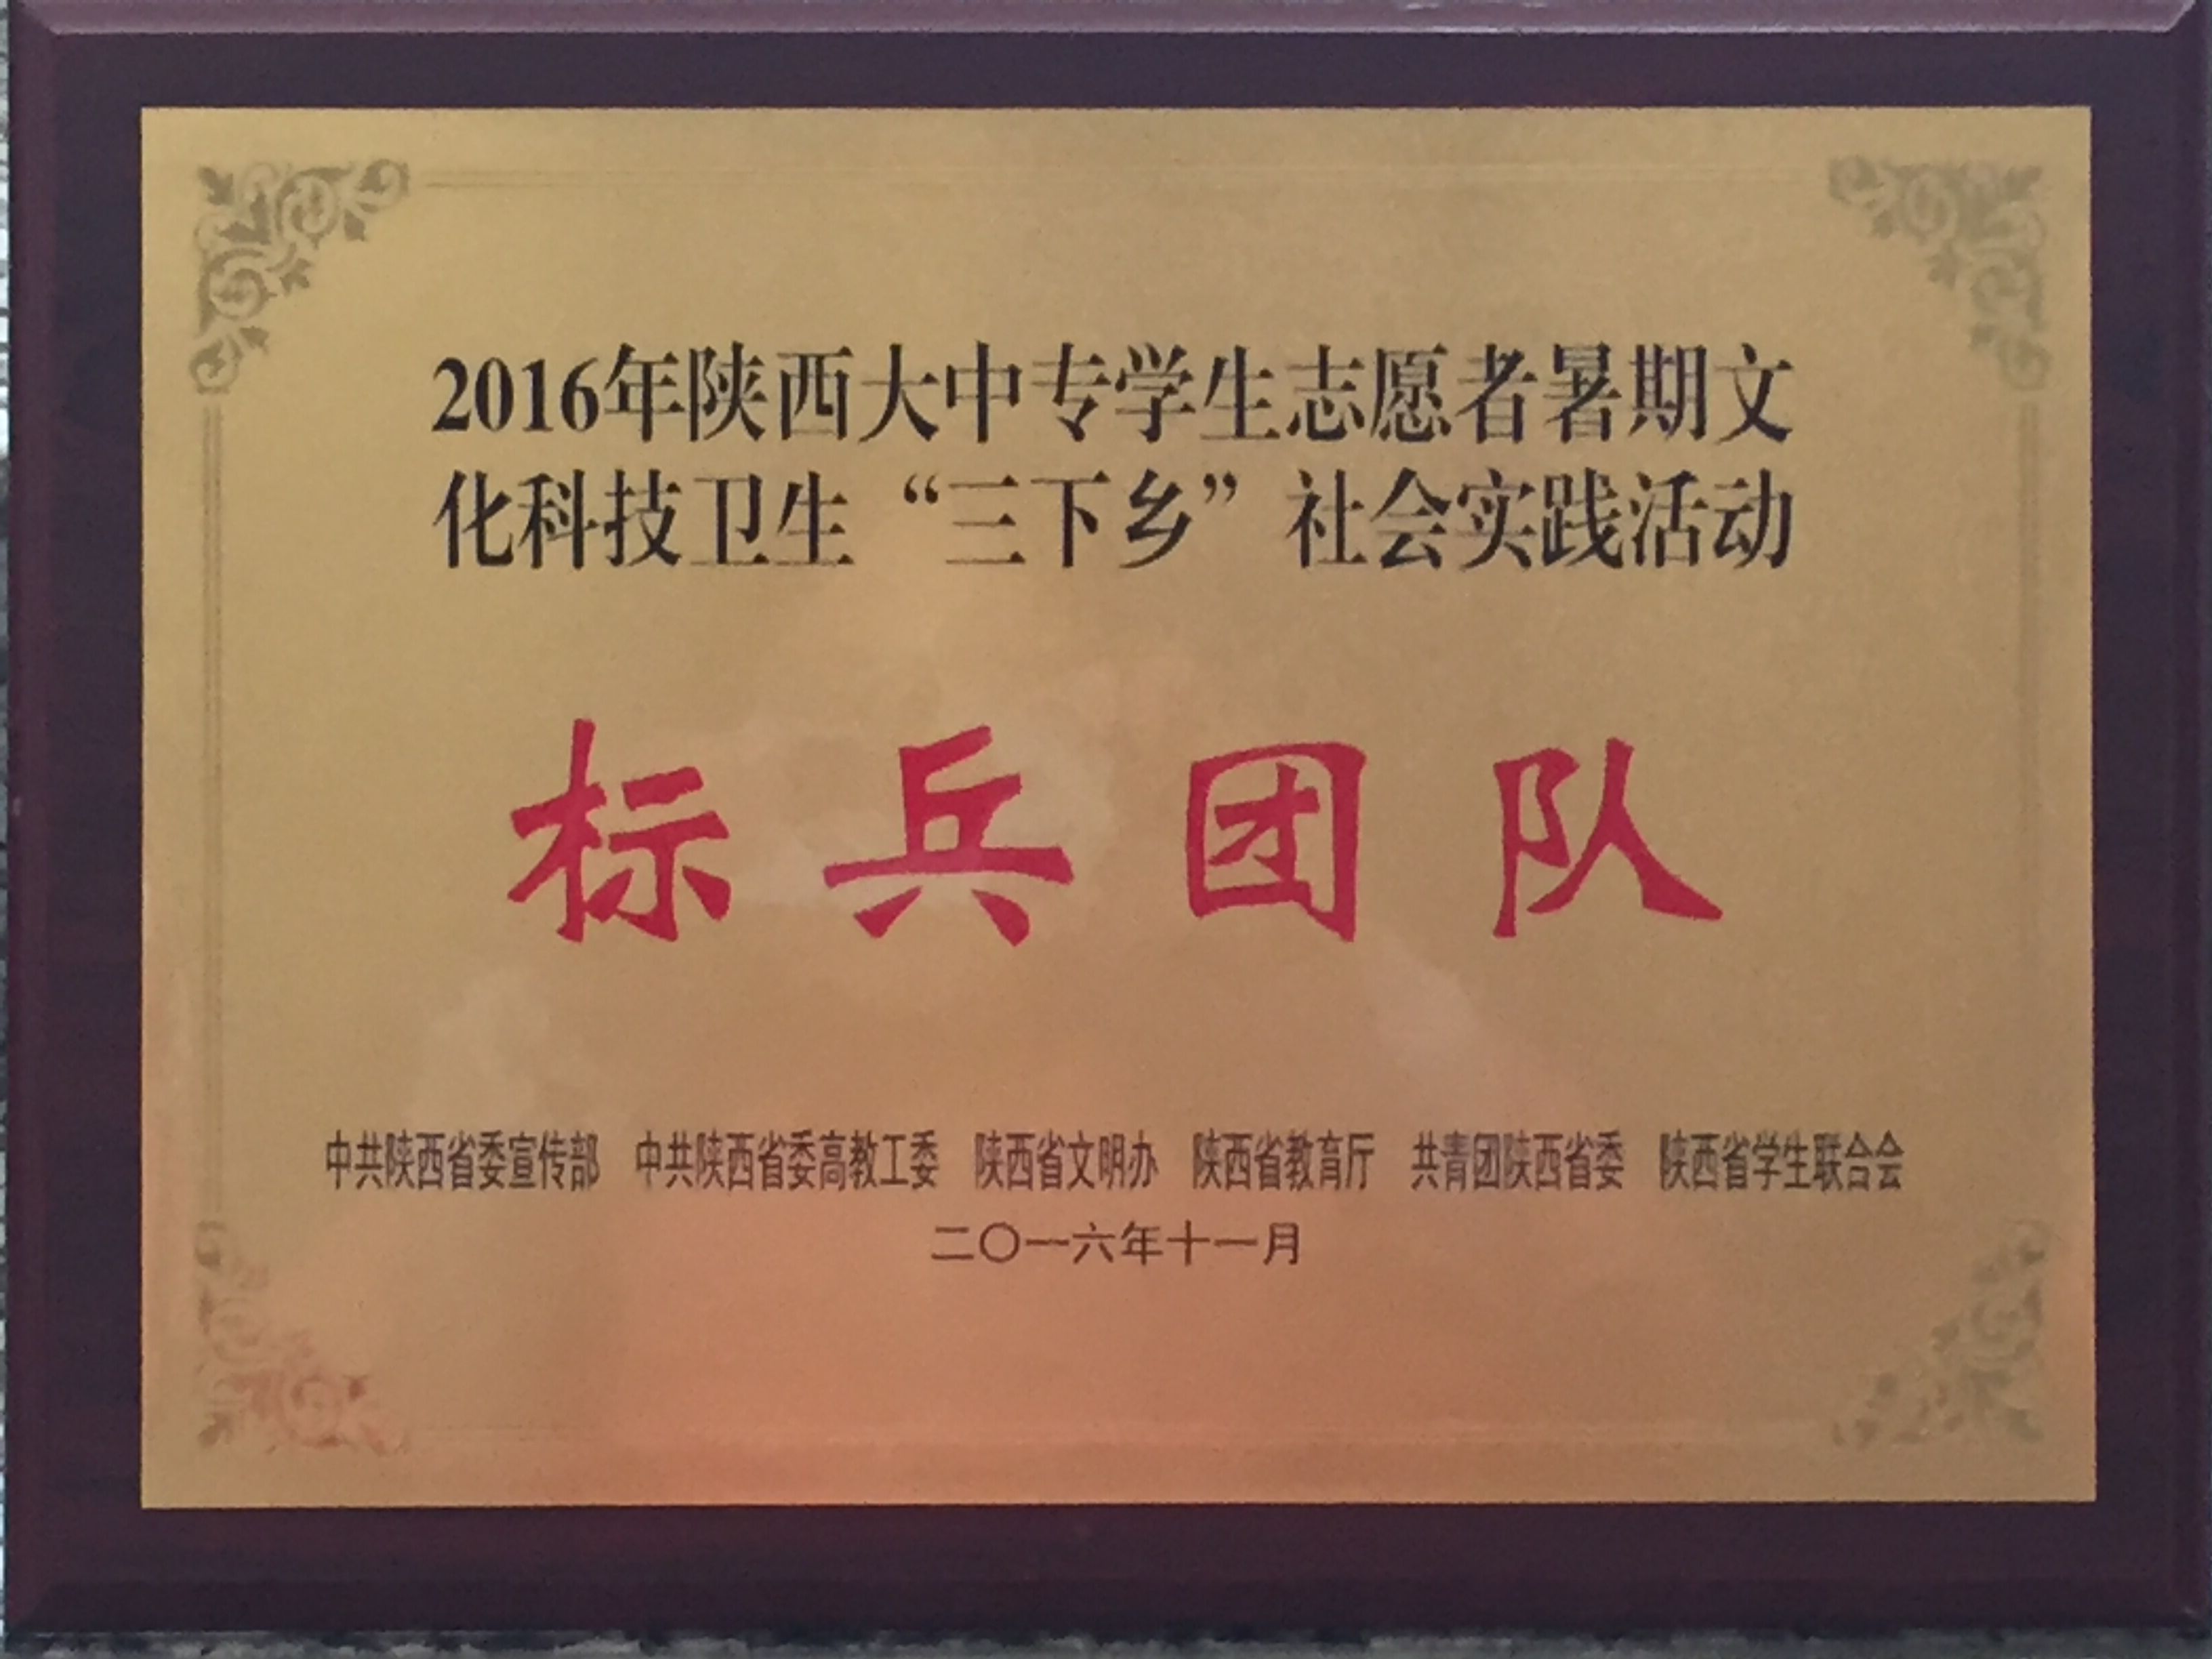 2016年陕西大中专学生志愿者暑期文
化科技卫生“三下乡”社会实践活动
标兵团队
中共陕西省委宣传部 中共陕西省委高教工委 陕西省文明办 陕西省教育厅 共青团陕西省委 陕西省学生联合会
二〇一六年十一月